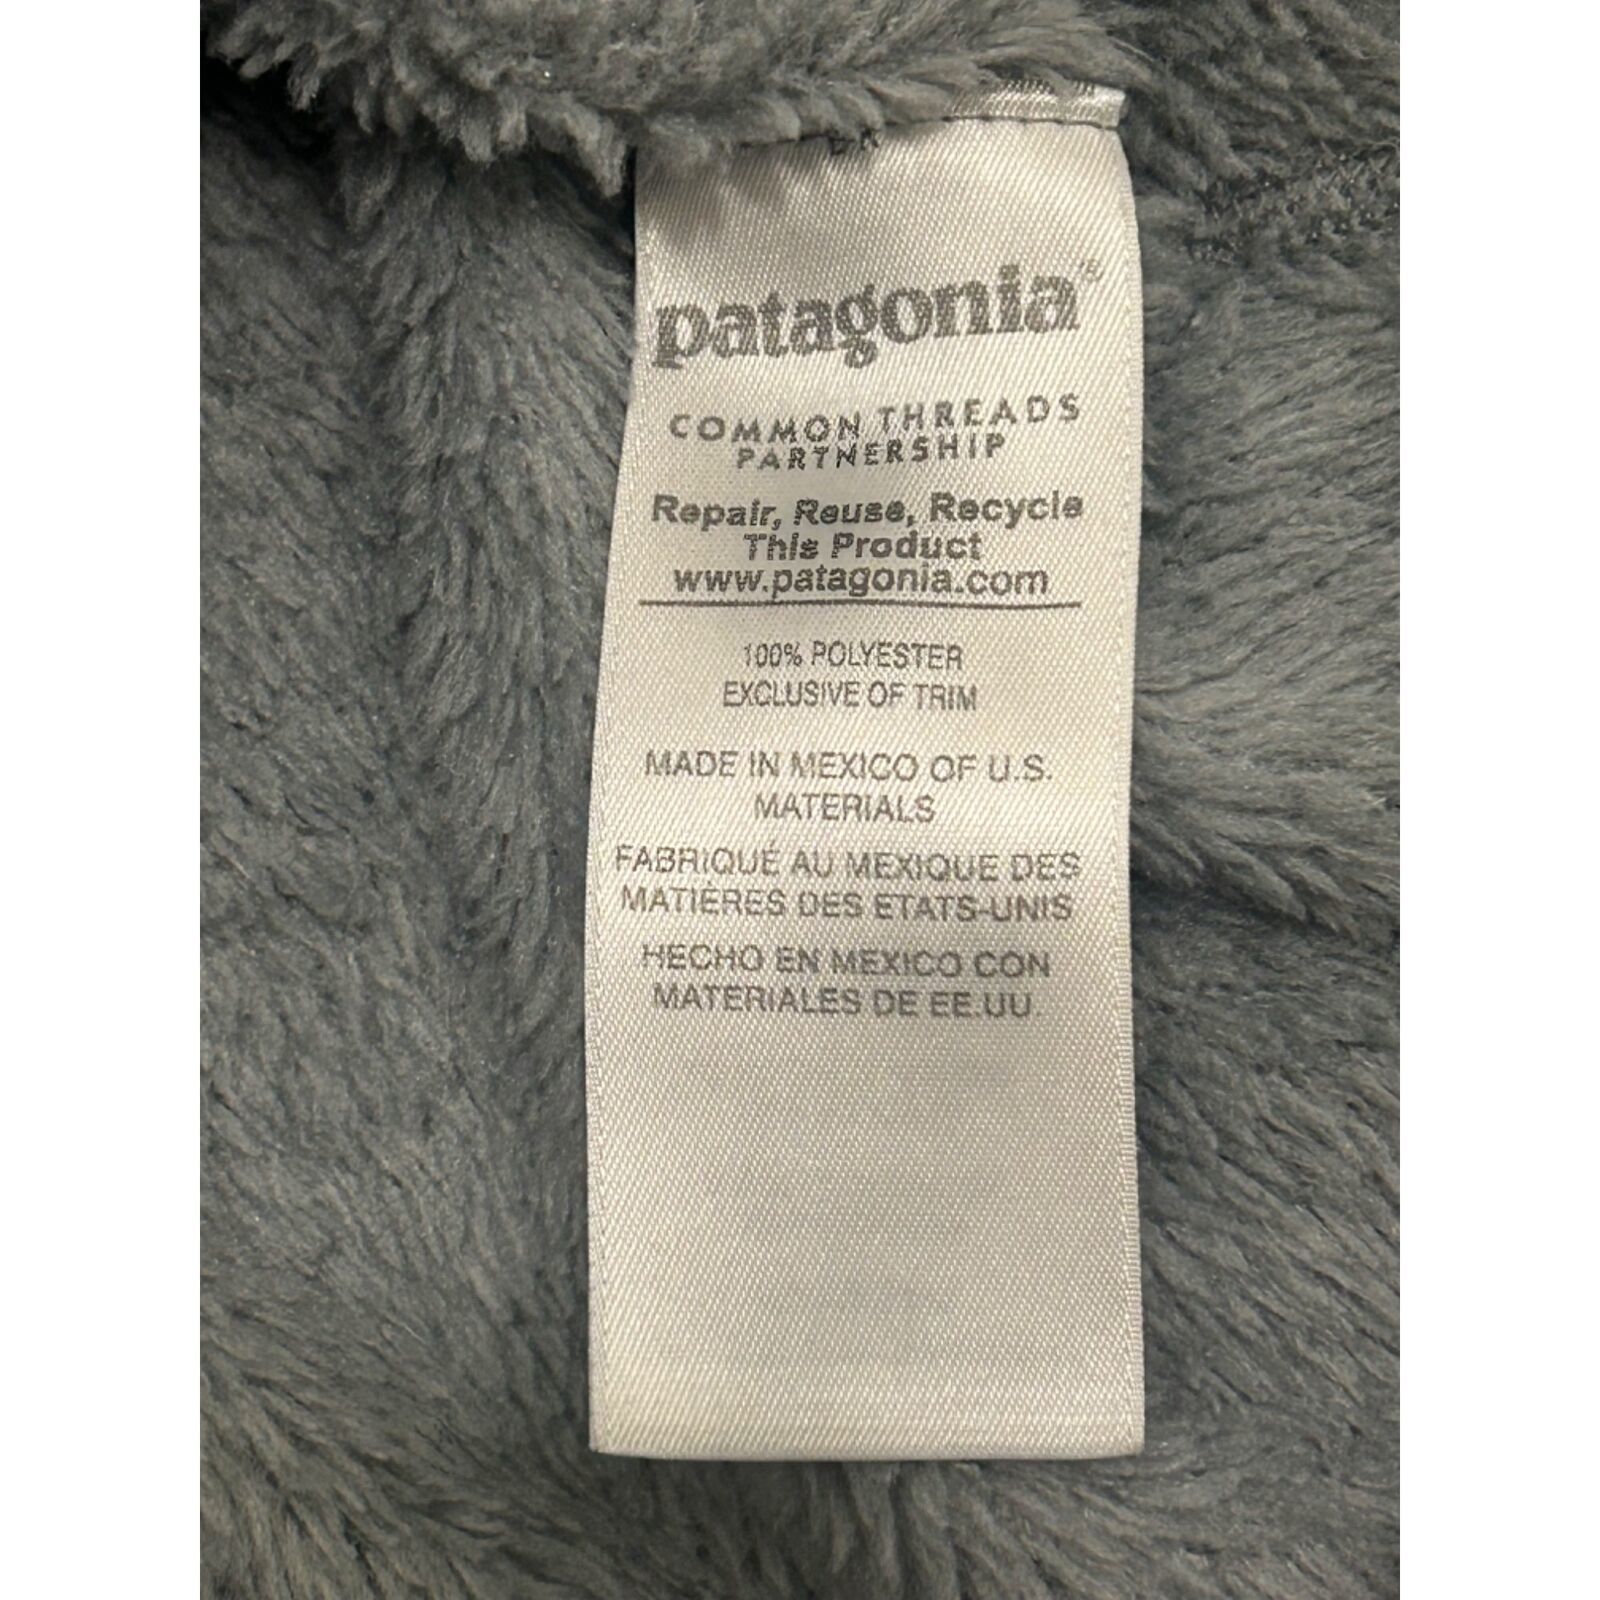 patagonia®
COMMON THREADS
PARTNERSHIP
Repair, Reuse, Recycle
This Product
www.patagonia.com
100% POLYESTER
EXCLUSIVE OF TRIM
MADE IN MEXICO OF U.S.
MATERIALS
FABRIQUÉ AU MEXIQUE DES
MATIÈRES DES ETATS-UNIS
HECHO EN MEXICO CON
MATERIALES DE EE.UU.